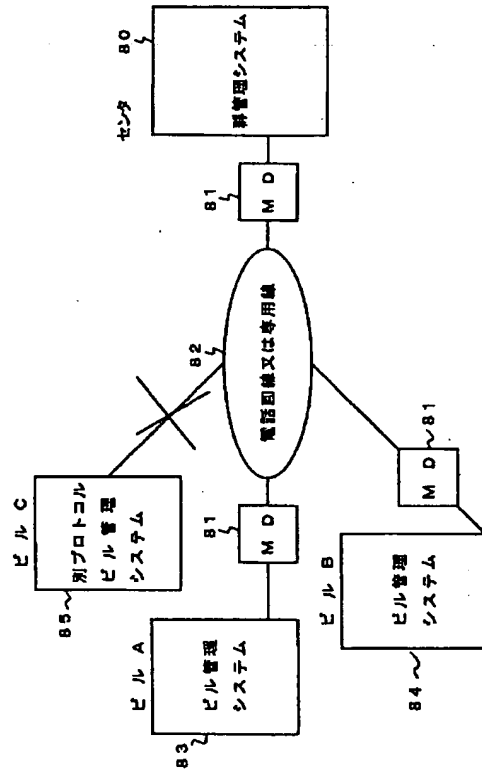 センタ
80
群管理システム
81
M D
82
電話回線又は専用線
ビル C
別プロトコル
ビル管理
システム
85
81
M D
ビル A
ビル管理
システム
83
81
M D
ビル B
ビル管理
システム
84